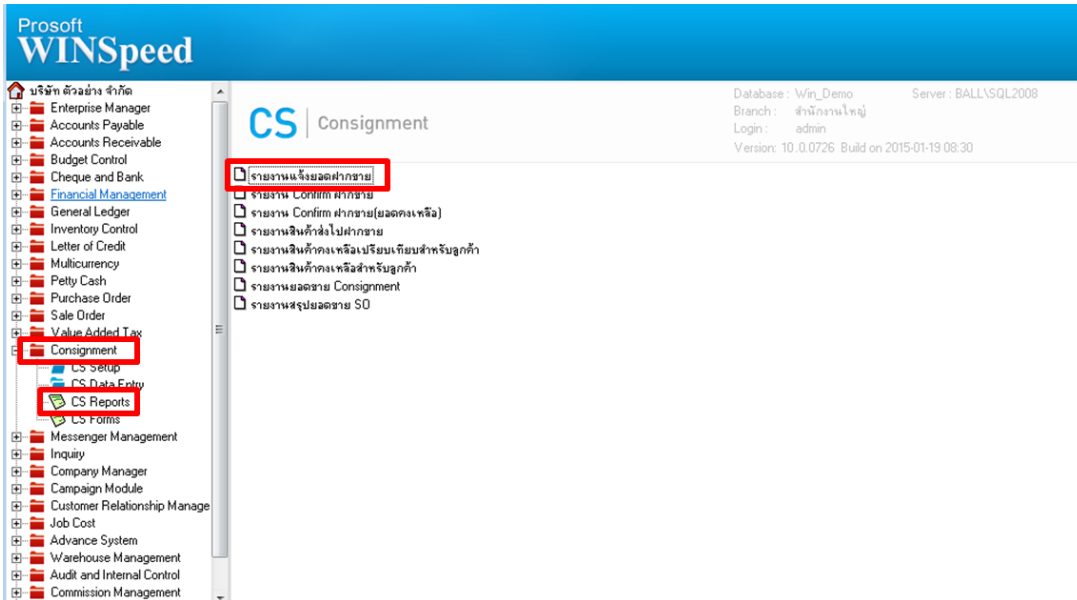 Prosoft
WINSpeed
บริษัท ตัวอย่าง จำกัด
Enterprise Manager
Accounts Payable
Accounts Receivable
Budget Control
Cheque and Bank
Financial Management
General Ledger
Inventory Control
Letter of Credit
Multicurrency
Petty Cash
Purchase Order
Sale Order
Value Added Tax
Consignment
CS Setup
CS Data Entry
CS Reports
CS Forms
Messenger Management
Inquiry
Company Manager
Campaign Module
Customer Relationship Manage
Job Cost
Advance System
Warehouse Management
Audit and Internal Control
Commission Management
CS Consignment
Database : Win_Demo Server : BALL\SQL2008
Branch : สำนักงานใหญ่
Login : admin
Version: 10 .0.0726 Build on 2015-01-19 08:30
รายงานแจ้งยอดฝากขาย
รายงาน Confirm ฝากขาย
รายงาน Confirm ฝากขาย(ยอดคงเหลือ)
รายงานสินค้าส่งไปฝากขาย
รายงานสินค้าคงเหลือเปรียบเทียบสำหรับลูกค้า
รายงานสินค้าคงเหลือสำหรับลูกค้า
รายงานยอดขาย Consignment
รายงานสรุปยอดขาย SO